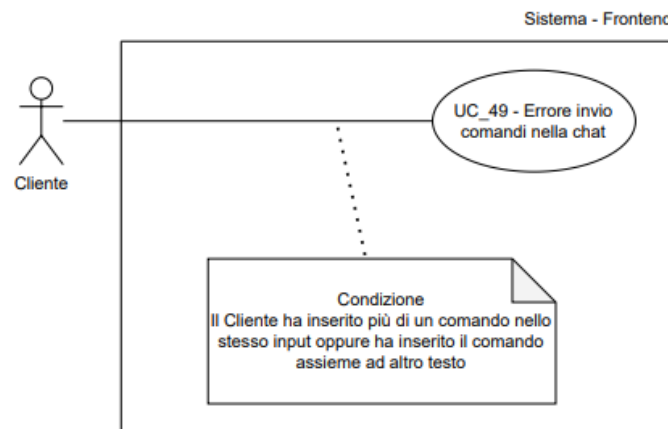 Sistema - Frontend
UC_49 - Errore invio
comandi nella chat
Cliente
Condizione
Il Cliente ha inserito più di un comando nello
stesso input oppure ha inserito il comando
assieme ad altro testo